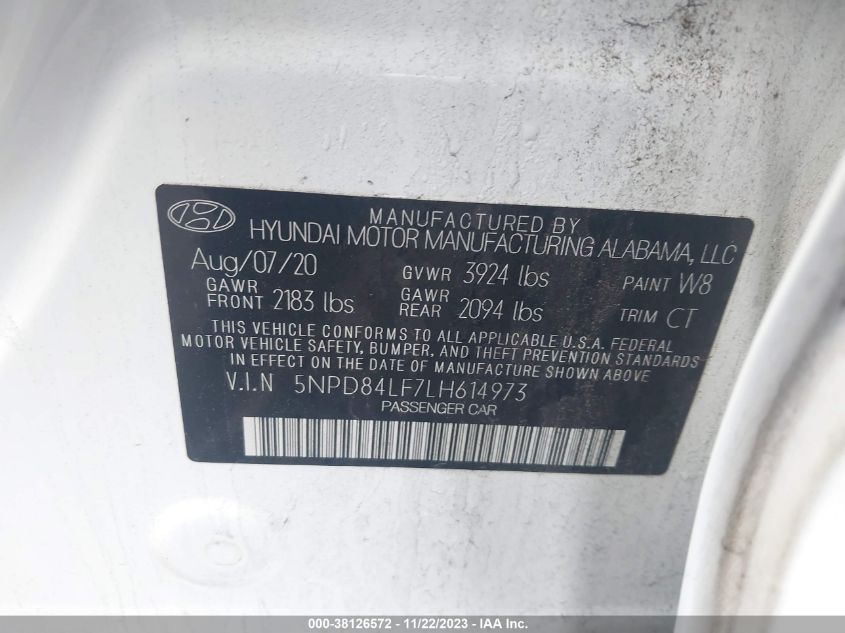 MANUFACTURED BY
HYUNDAI MOTOR MANUFACTURING ALABAMA, LLC
Aug/07/20 GVWR 3924 lbs PAINT W8
GAWR FRONT 2183 lbs GAWR REAR 2094 lbs TRIM CT
THIS VEHICLE CONFORMS TO ALL APPLICABLE U.S.A. FEDERAL
MOTOR VEHICLE SAFETY, BUMPER, AND THEFT PREVENTION STANDARDS
IN EFFECT ON THE DATE OF MANUFACTURE SHOWN ABOVE
V.I.N 5NPD84LF7LH614973
PASSENGER CAR
000-38126572 - 11/22/2023 - IAA Holdings, LLC.